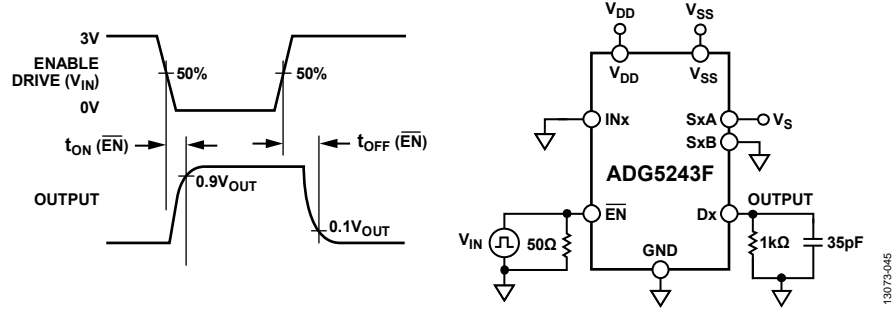 3V
ENABLE
DRIVE (VIN)
0V
50%
50%
tON (EN)
tOFF (EN)
OUTPUT
0.9VOUT
0.1VOUT
VDD
VSS
VDD
VSS
INx
SxA
VS
SxB
ADG5243F
OUTPUT
EN
Dx
VIN
50Ω
GND
1kΩ
35pF
13073-045